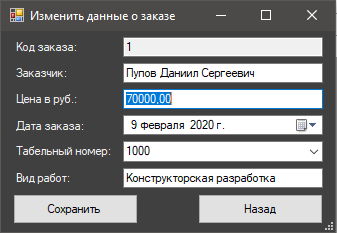 Изменить данные о заказе
Код заказа: 1
Заказчик: Пупов Даниил Сергеевич
Цена в руб.: 70000,00
Дата заказа: 9 февраля 2020 г.
Табельный номер: 1000
Вид работ: Конструкторская разработка
Сохранить Назад